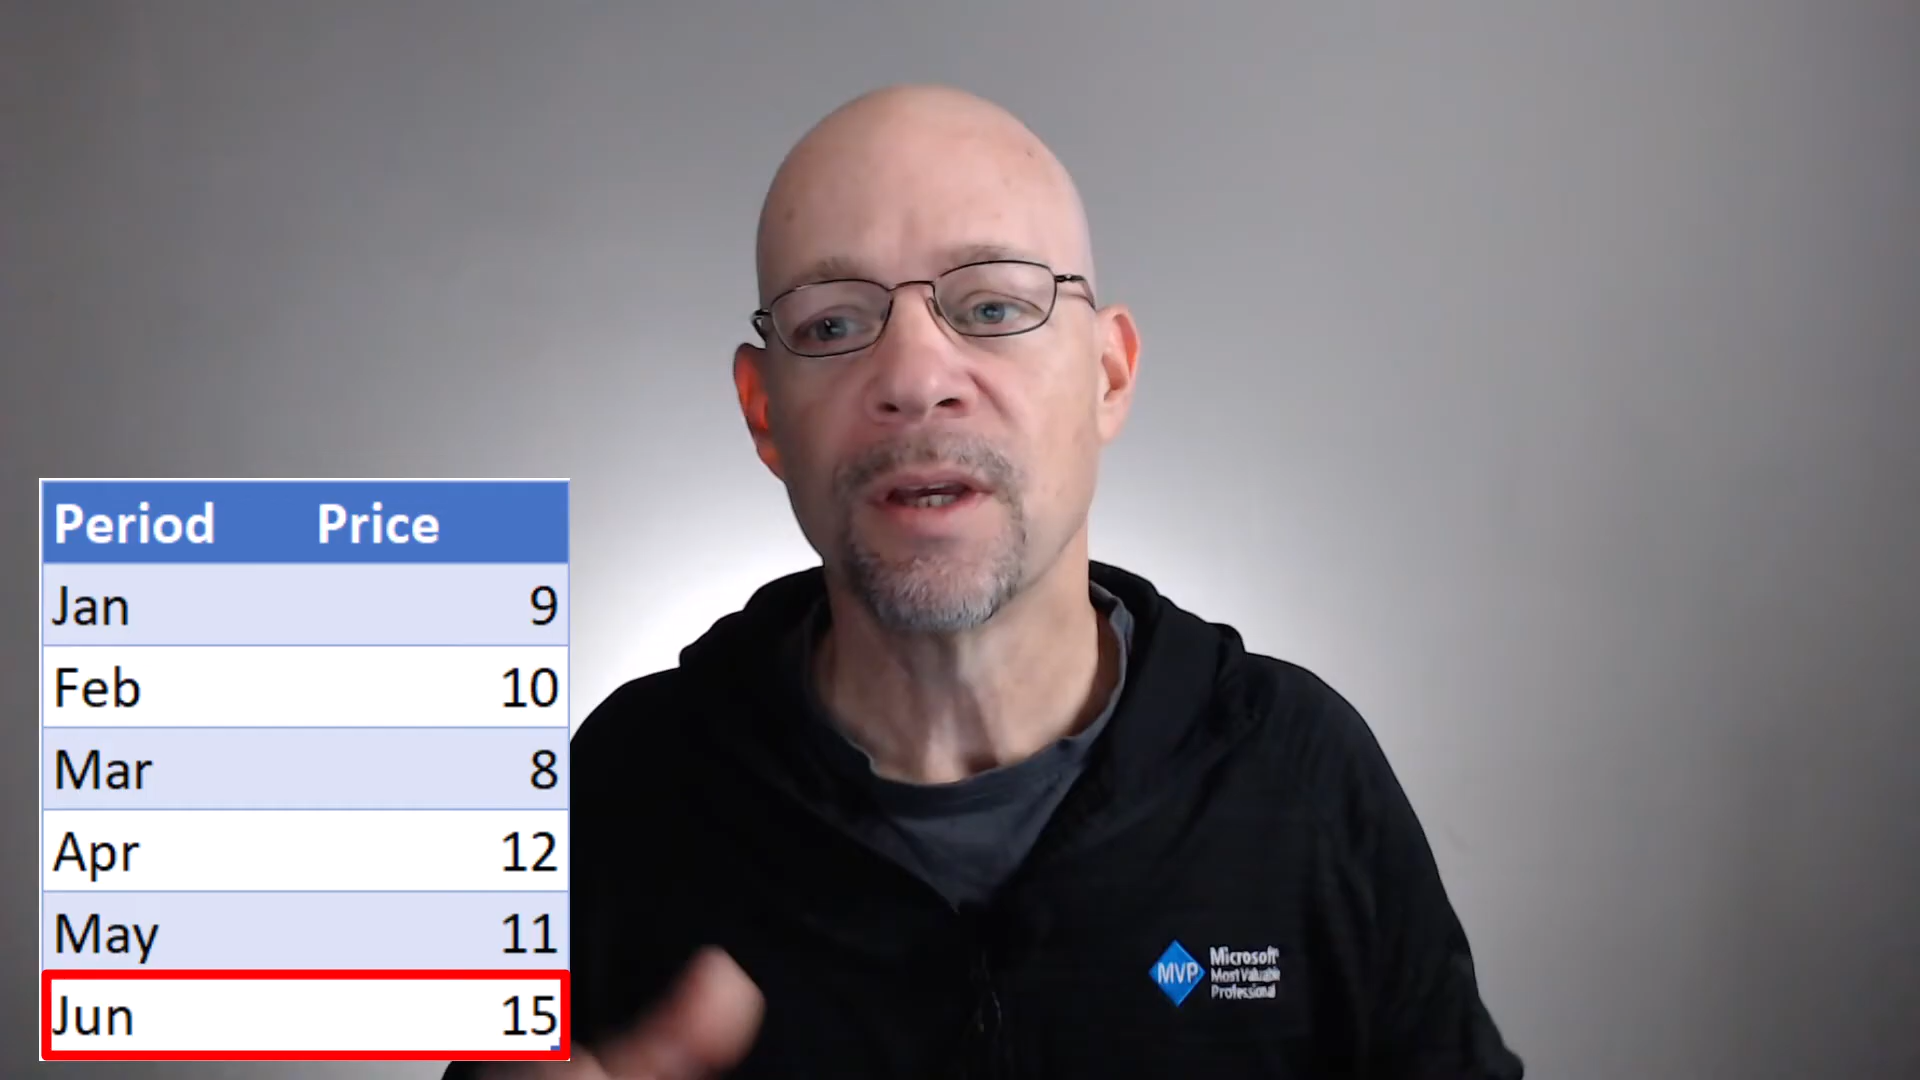 Period Price
Jan 9
Feb 10
Mar 8
Apr 12
May 11
Jun 15
MVP Microsoft
Most Valuable
Professional